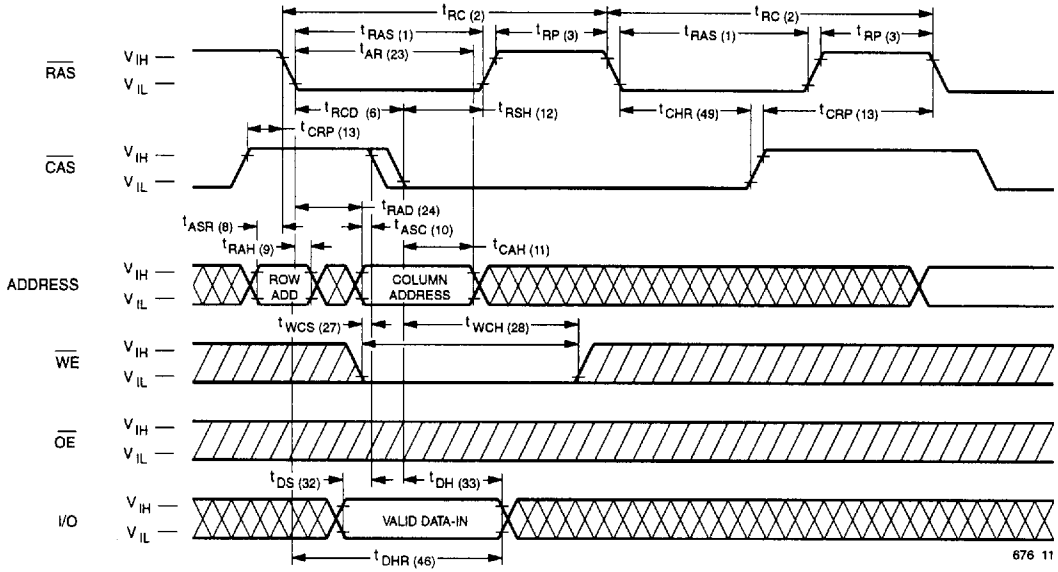 t RC (2) t RC (2)
t RAS (1) t RP (3) t RAS (1) t RP (3)
t AR (23)
RAS V IH
V IL
t RCD (6) t RSH (12) t CHR (49) t CRP (13)
t CRP (13)
CAS V IH
V IL
t RAD (24)
t ASR (8) t ASC (10)
t RAH (9) t CAH (11)
ADDRESS V IH ROW ADD COLUMN ADDRESS
V IL
t WCS (27) t WCH (28)
WE V IH
V IL
OE V IH
V IL
t DS (32) t DH (33)
I/O V IH VALID DATA-IN
V IL
t DHR (46)
676 11